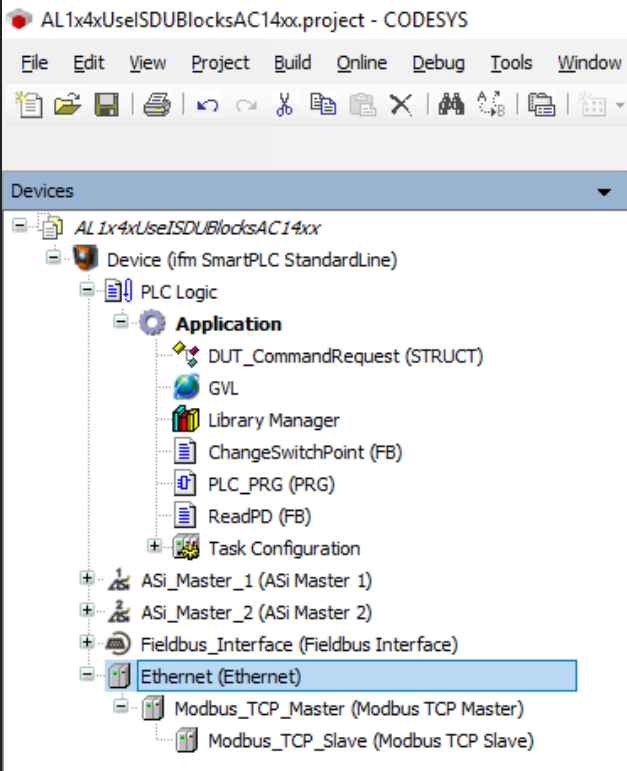 AL1x4xUseISDUBlocksAC14xx.project - CODESYS
File Edit View Project Build Online Debug Tools Window
Devices
AL1x4xUseISDUBlocksAC14xx
Device (ifm SmartPLC StandardLine)
PLC Logic
Application
DUT_CommandRequest (STRUCT)
GVL
Library Manager
ChangeSwitchPoint (FB)
PLC_PRG (PRG)
ReadPD (FB)
Task Configuration
ASi_Master_1 (ASi Master 1)
ASi_Master_2 (ASi Master 2)
Fieldbus_Interface (Fieldbus Interface)
Ethernet (Ethernet)
Modbus_TCP_Master (Modbus TCP Master)
Modbus_TCP_Slave (Modbus TCP Slave)